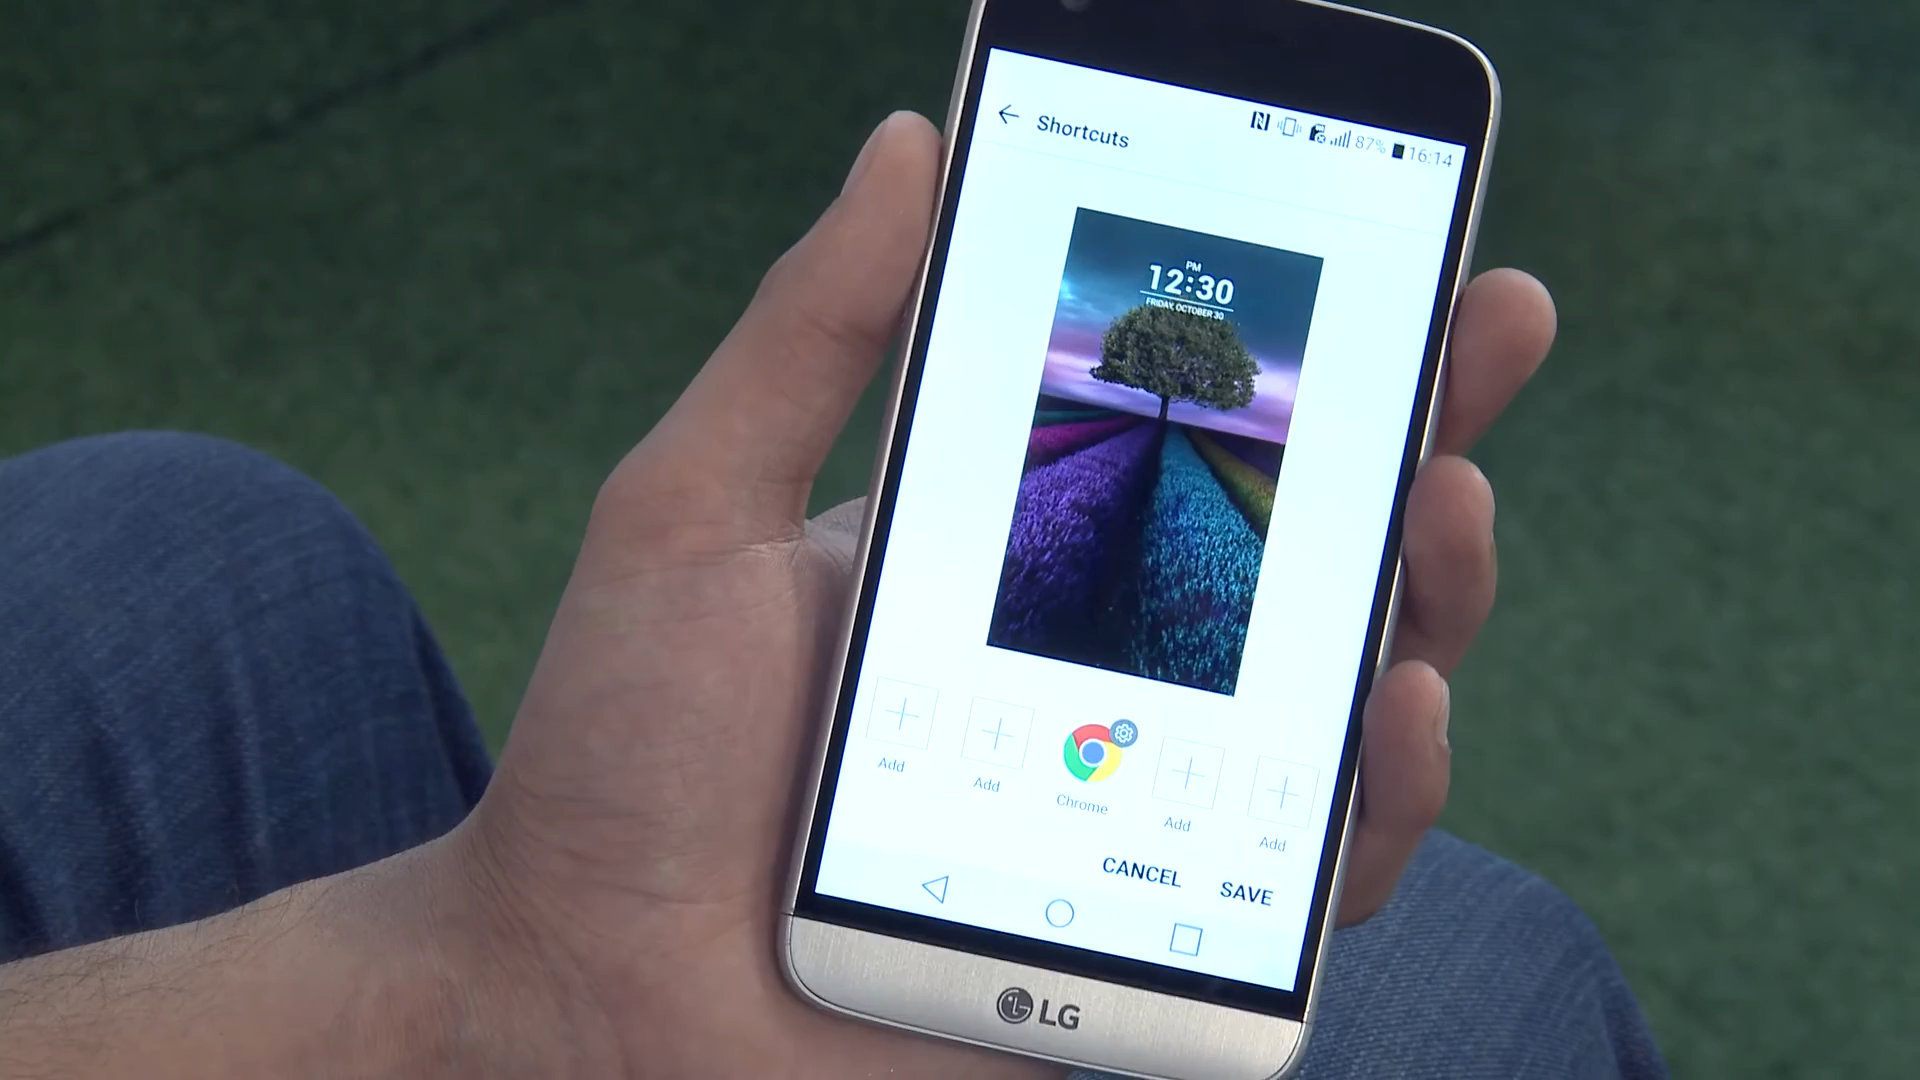 Shortcuts
87% 16:14
PM
12:30
FRIDAY, OCTOBER 30
Add
Add
Chrome
Add
Add
CANCEL
SAVE
LG